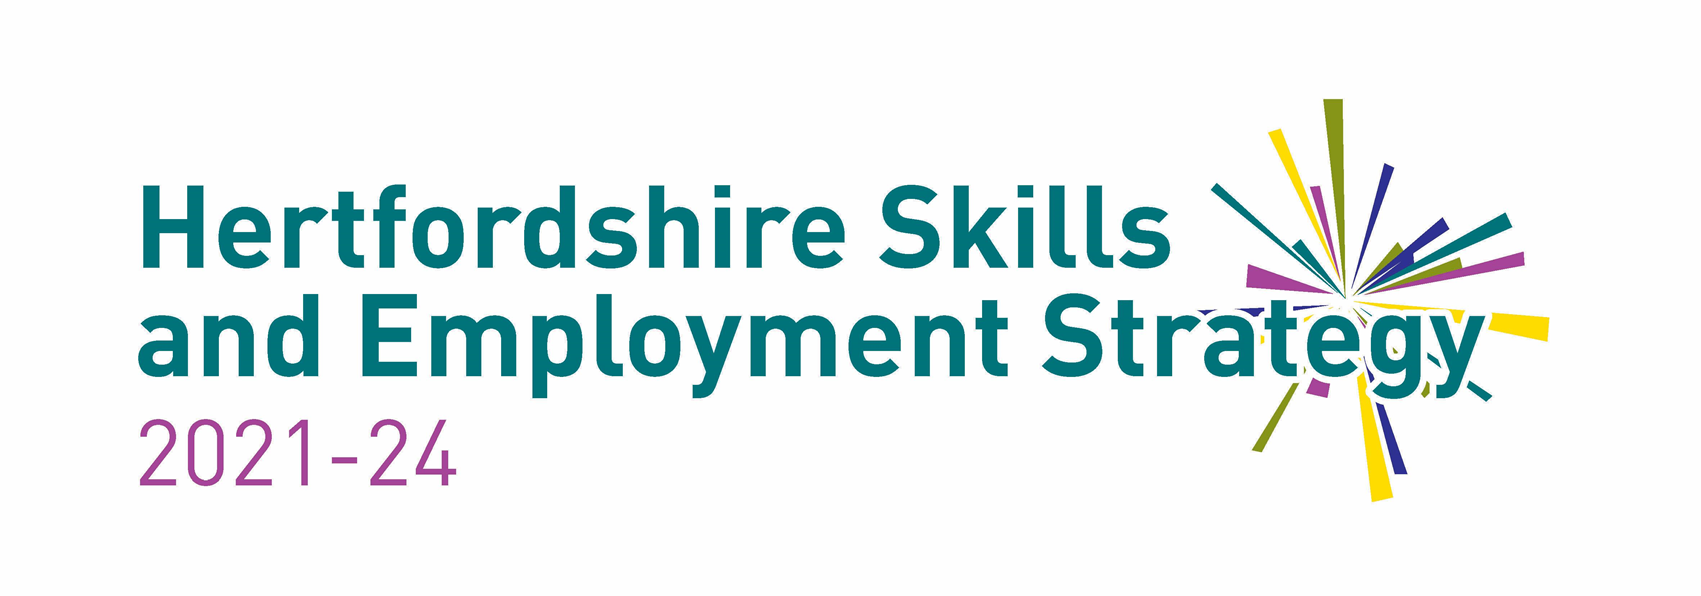 Hertfordshire Skills
and Employment Strategy
2021-24